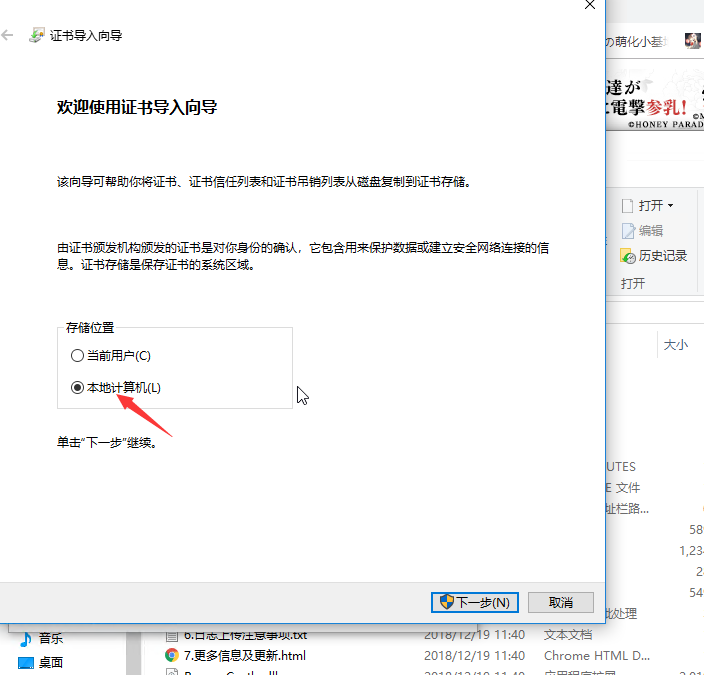 证书导入向导
欢迎使用证书导入向导
该向导可帮助你将证书、证书信任列表和证书吊销列表从磁盘复制到证书存储。
由证书颁发机构颁发的证书是对你身份的确认，它包含用来保护数据或建立安全网络连接的信
息。证书存储是保存证书的系统区域。
存储位置
当前用户(C)
本地计算机(L)
单击“下一步”继续。
下一步(N)
取消
の萌化小基
達が
電撃参乳!
©HONEY PARAD
打开
编辑
历史记录
打开
大小
UTES
E 文件
址栏路...
58
1,23
2
54
批处理
音乐
6.日志上传注意事项.txt
2018/12/19 11:40
文本文档
桌面
7.更多信息及更新.html
2018/12/19 11:40
Chrome HTML D...